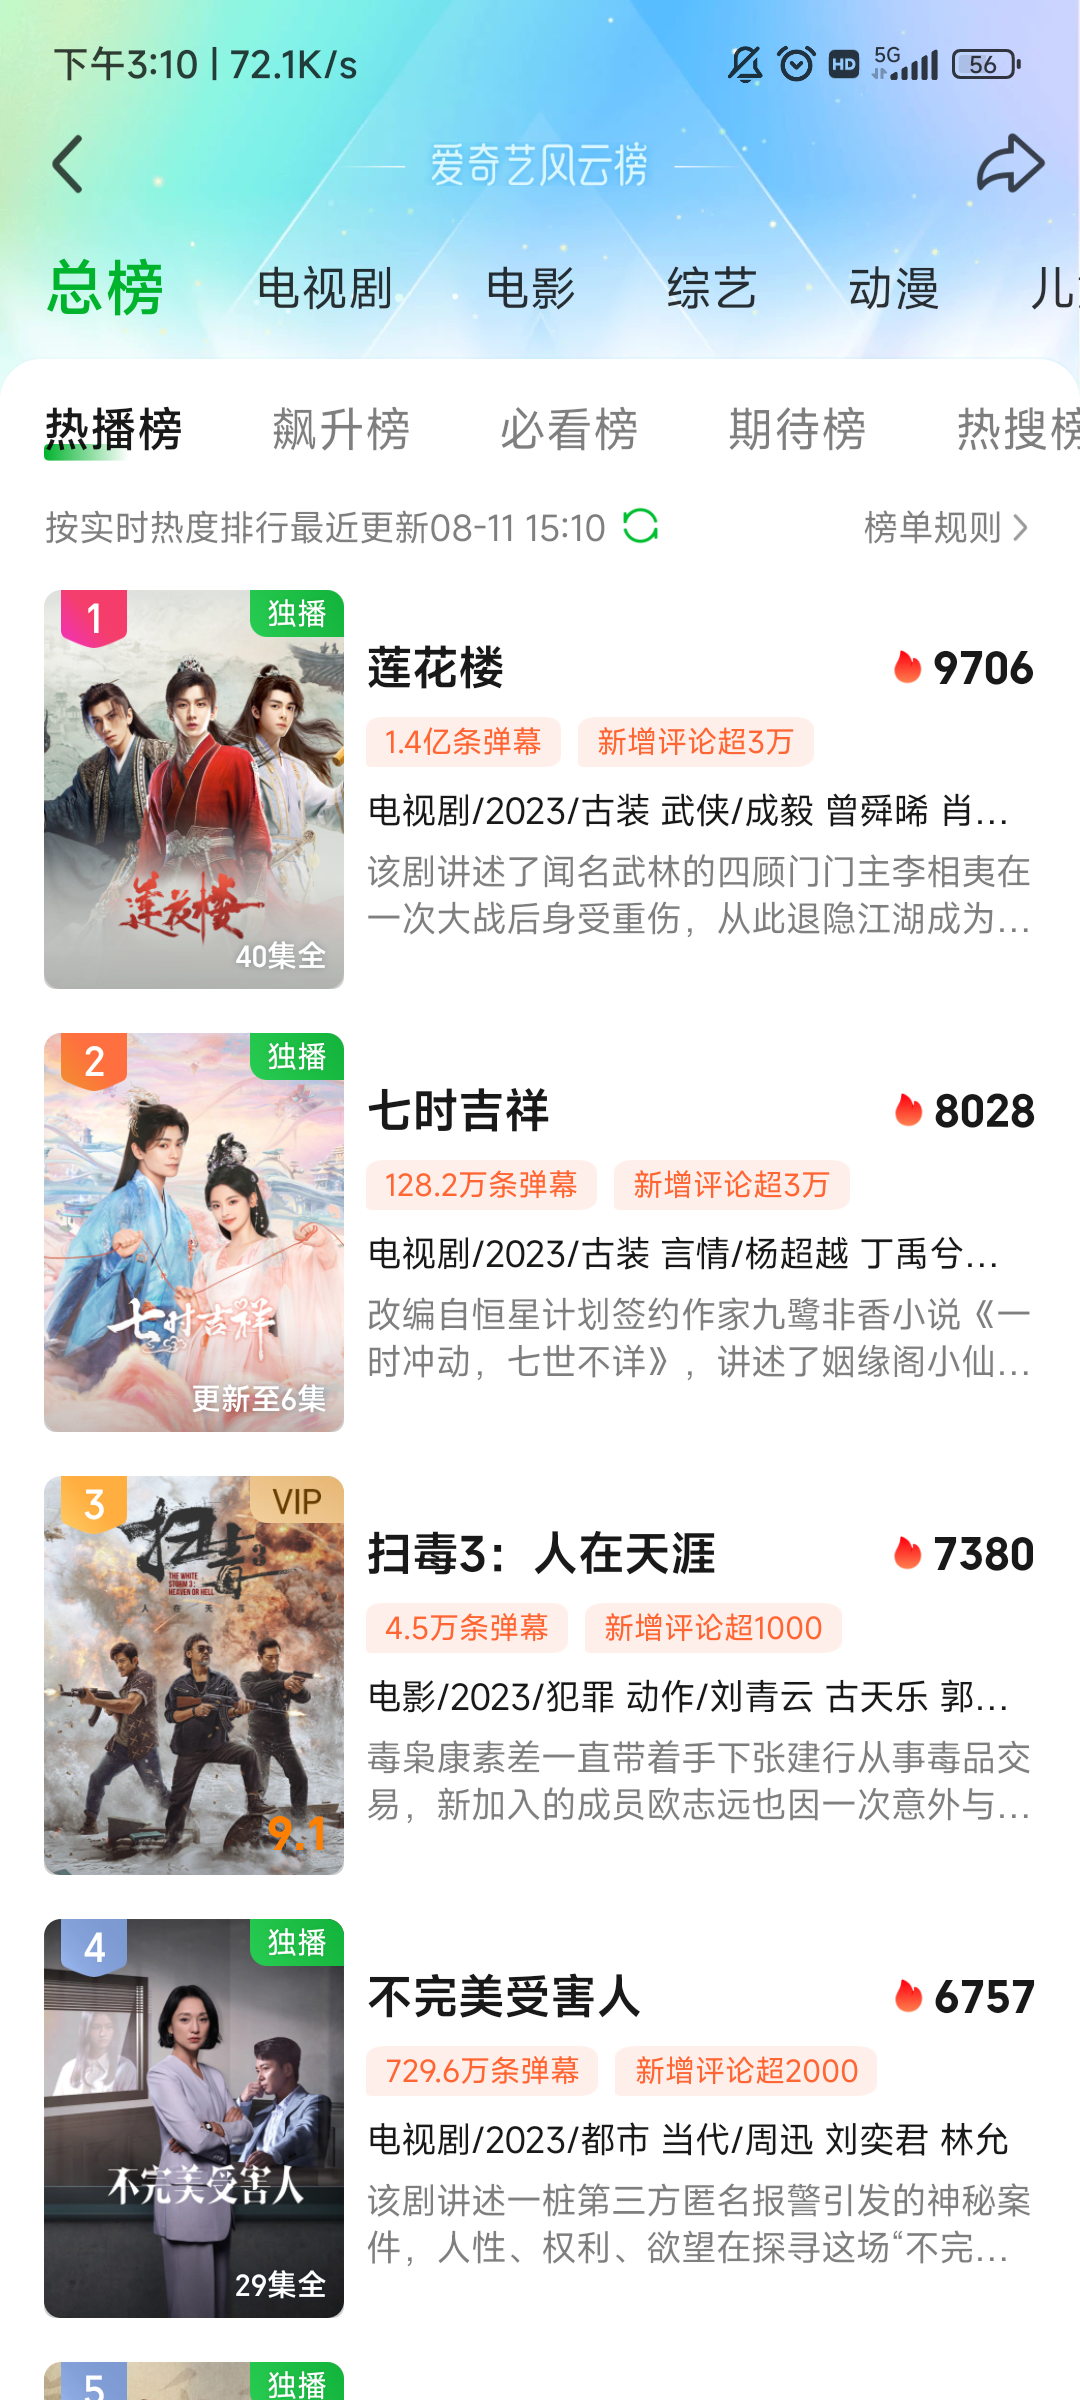 下午3:10 | 72.1K/s
HD 5G 56
爱奇艺风云榜
总榜 电视剧 电影 综艺 动漫 儿
热播榜 飙升榜 必看榜 期待榜 热搜榜
按实时热度排行最近更新08-11 15:10 榜单规则
1 独播
莲花楼 9706
1.4亿条弹幕 新增评论超3万
电视剧/2023/古装 武侠/成毅 曾舜晞 肖...
该剧讲述了闻名武林的四顾门门主李相夷在
一次大战后身受重伤，从此退隐江湖成为...
莲花楼
40集全
2 独播
七时吉祥 8028
128.2万条弹幕 新增评论超3万
电视剧/2023/古装 言情/杨超越 丁禹兮...
改编自恒星计划签约作家九鹭非香小说《一
时冲动，七世不详》，讲述了姻缘阁小仙...
七时吉祥
更新至6集
3 VIP
扫毒3
THE WHITE
STORM 3:
HEAVEN OR HELL
人在天涯
扫毒3：人在天涯 7380
4.5万条弹幕 新增评论超1000
电影/2023/犯罪 动作/刘青云 古天乐 郭...
毒枭康素差一直带着手下张建行从事毒品交
易，新加入的成员欧志远也因一次意外与...
9.1
4 独播
不完美受害人 6757
729.6万条弹幕 新增评论超2000
电视剧/2023/都市 当代/周迅 刘奕君 林允
该剧讲述一桩第三方匿名报警引发的神秘案
件，人性、权利、欲望在探寻这场“不完...
不完美受害人
29集全
5 独播